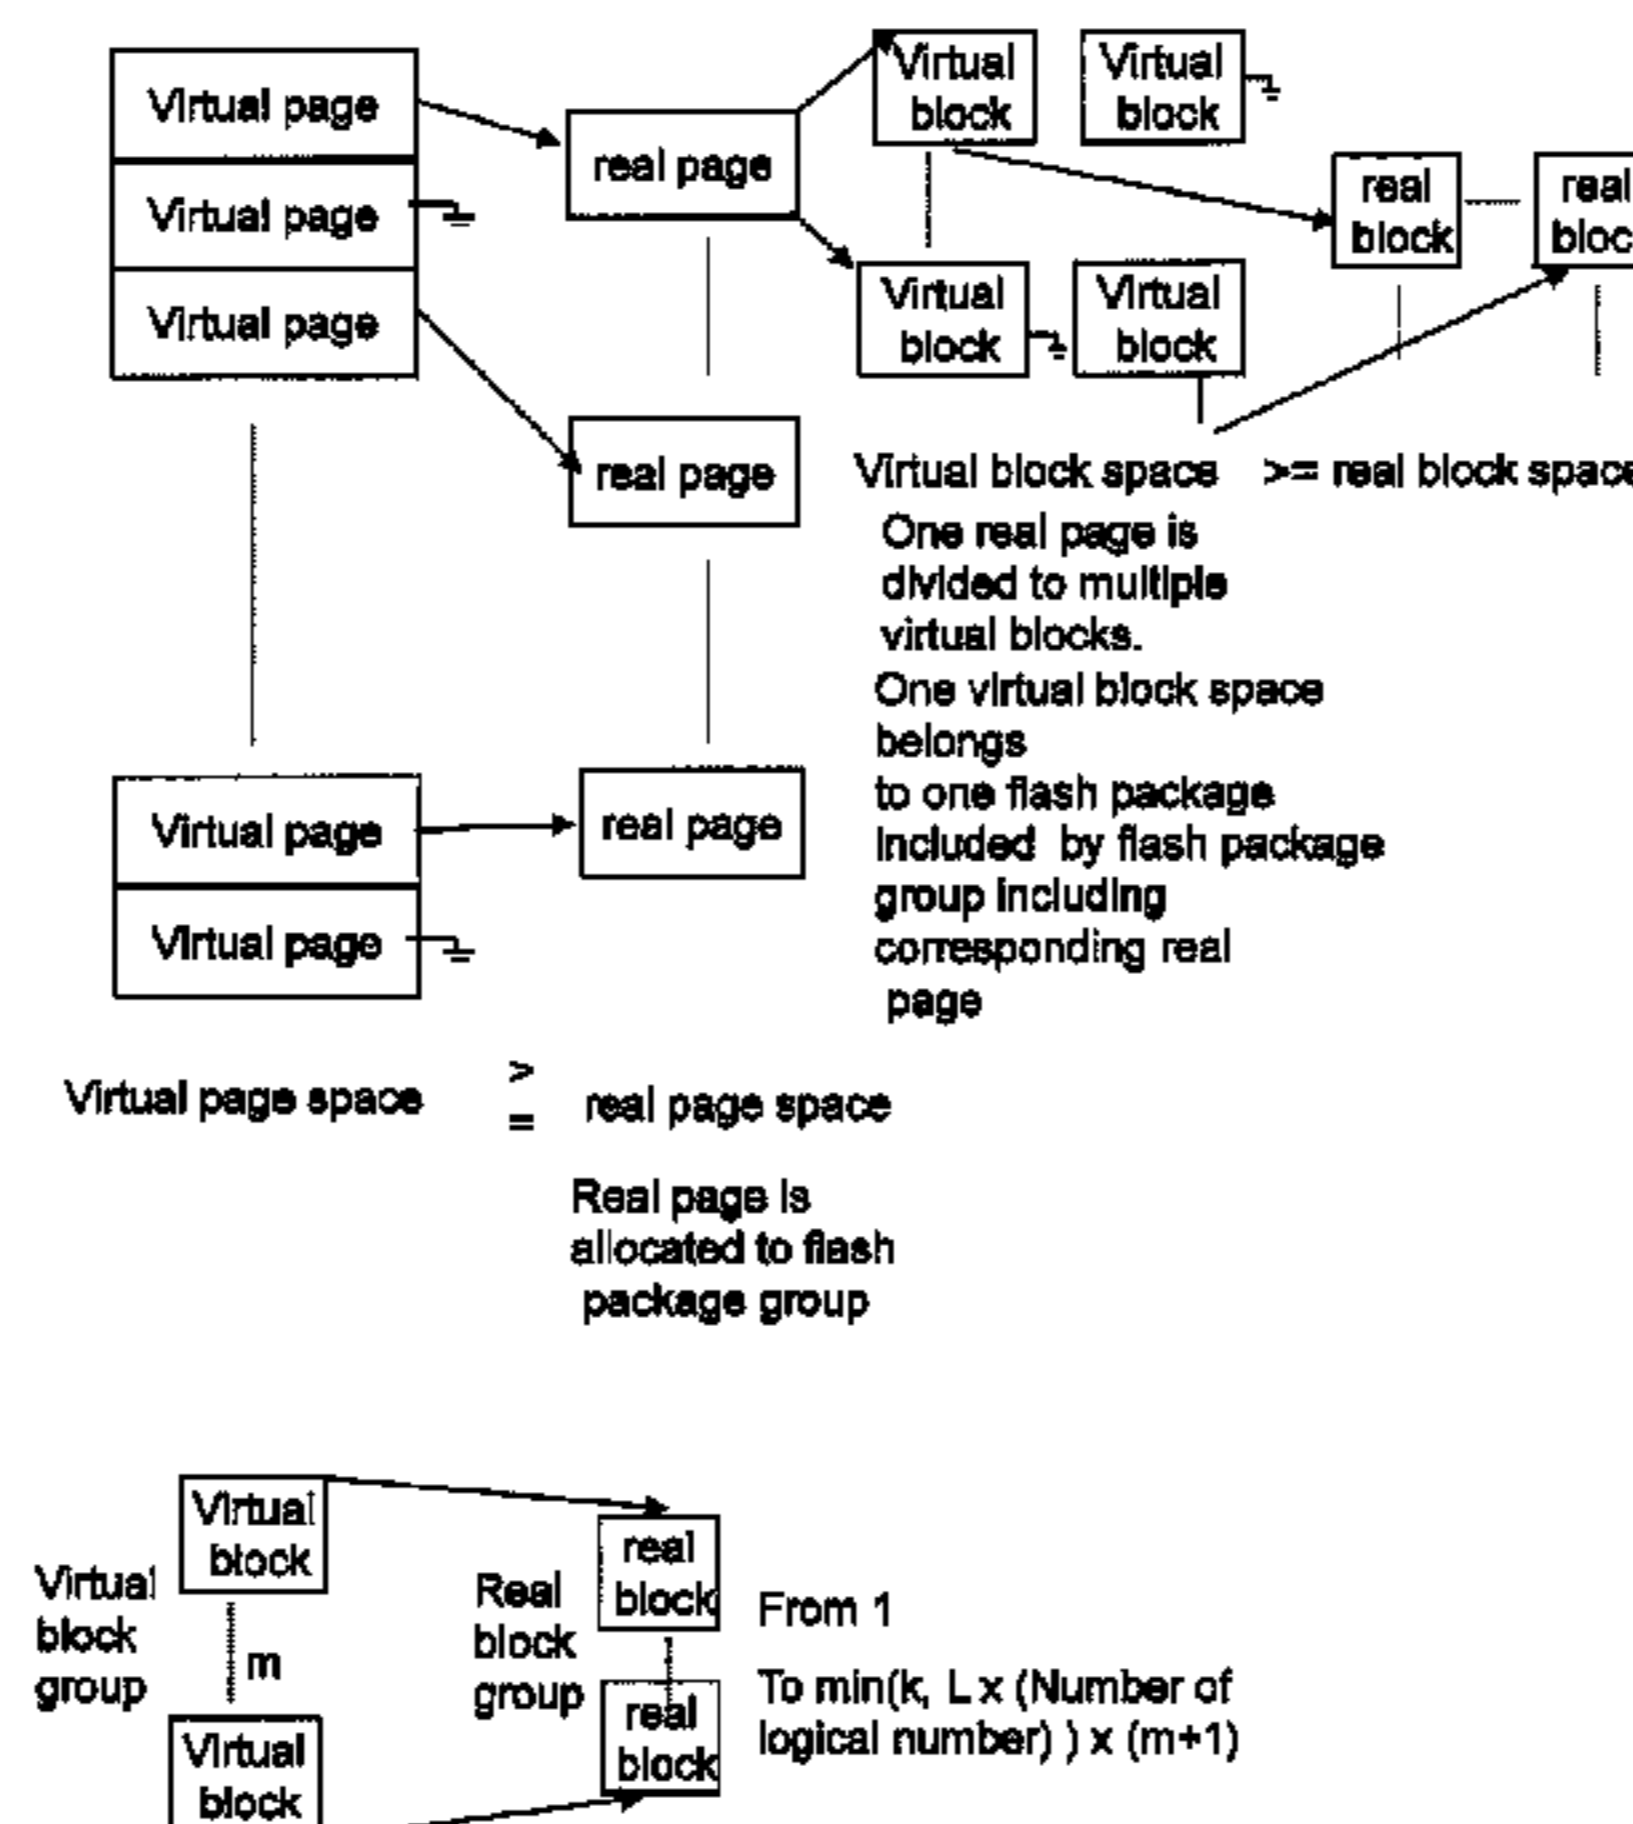 Virtual page
Virtual page
Virtual page
real page
real page
Virtual
block
Virtual
block
Virtual
block
Virtual
block
real
block
real
bloc
Virtual block space >= real block space
One real page is
divided to multiple
virtual blocks.
One virtual block space
belongs
to one flash package
included by flash package
group including
corresponding real
page
Virtual page
Virtual page
real page
Virtual page space
>
=
real page space
Real page is
allocated to flash
package group
Virtual
block
group
Virtual
block
m
Virtual
block
Real
block
group
real
block
real
block
From 1
To min(k, L x (Number of
logical number) ) x (m+1)